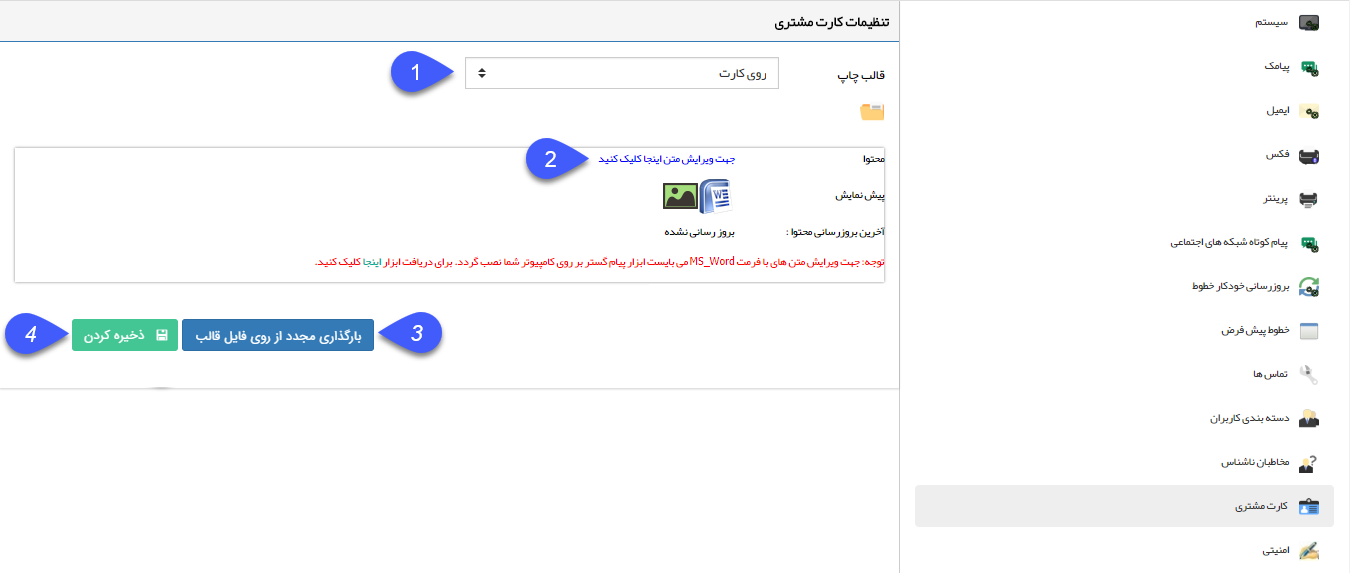 تنظیمات کارت مشتری
قالب چاپ
روی کارت
1
محتوا
جهت ویرایش متن اینجا کلیک کنید
2
پیش نمایش
W
آخرین بروزرسانی محتوا :
بروز رسانی نشده
توجه: جهت ویرایش متن های با فرمت MS_Word می بایست ابزار پیام گستر بر روی کامپیوتر شما نصب گردد. برای دریافت ابزار اینجا کلیک کنید.
3
بارگذاری مجدد از روی فایل قالب
ذخیره کردن
4
سیستم
پیامک
ایمیل
فکس
پرینتر
پیام کوتاه شبکه های اجتماعی
بروزرسانی خودکار خطوط
خطوط پیش فرض
تماس ها
دسته بندی کاربران
مخاطبان ناشناس
کارت مشتری
امنیتی